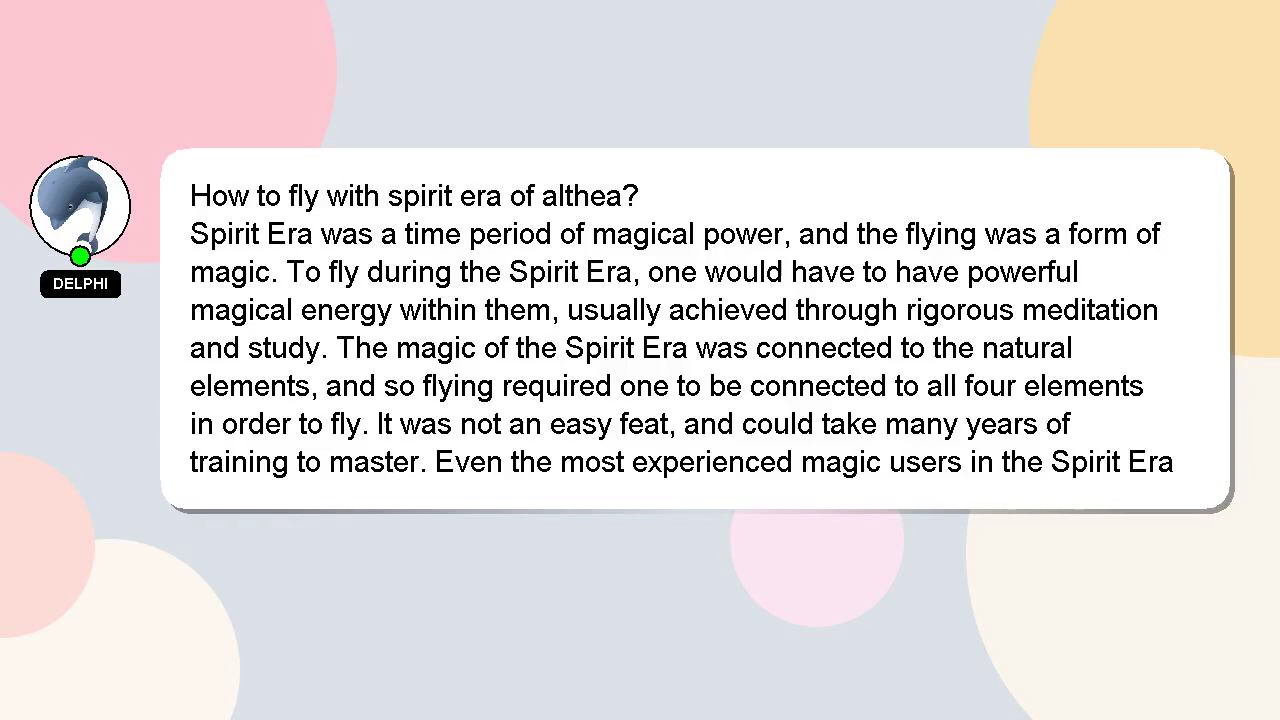 How to fly with spirit era of althea?
Spirit Era was a time period of magical power, and the flying was a form of
magic. To fly during the Spirit Era, one would have to have powerful
magical energy within them, usually achieved through rigorous meditation
and study. The magic of the Spirit Era was connected to the natural
elements, and so flying required one to be connected to all four elements
in order to fly. It was not an easy feat, and could take many years of
training to master. Even the most experienced magic users in the Spirit Era
DELPHI